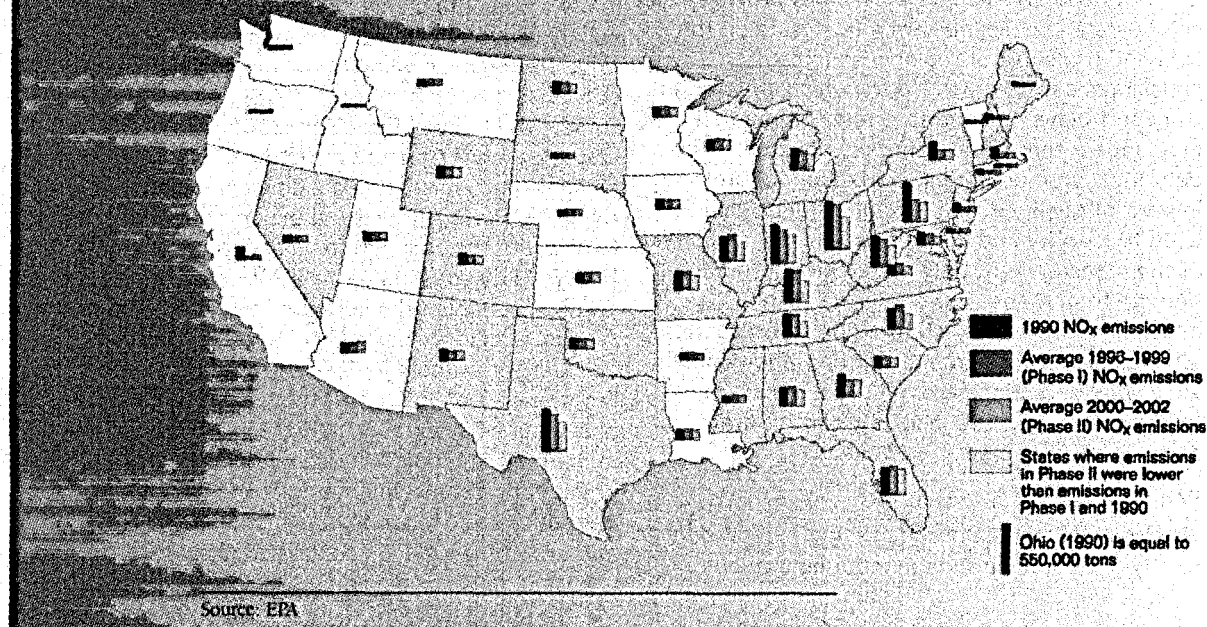 1990 NOx emissions
Average 1996–1999
(Phase I) NOx emissions
Average 2000–2002
(Phase II) NOx emissions
States where emissions
in Phase II were lower
than emissions in
Phase I and 1990
Ohio (1990) is equal to
550,000 tons
Source: EPA